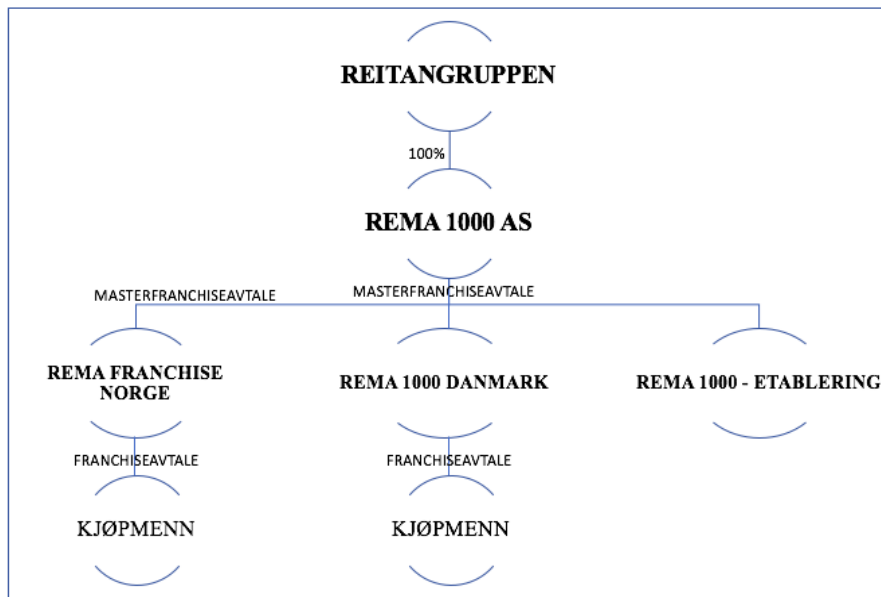 REITANGRUPPEN
100%
REMA 1000 AS
MASTERFRANCHISEAVTALE
MASTERFRANCHISEAVTALE
REMA FRANCHISE
NORGE
REMA 1000 DANMARK
REMA 1000 - ETABLERING
FRANCHISEAVTALE
FRANCHISEAVTALE
KJØPMENN
KJØPMENN